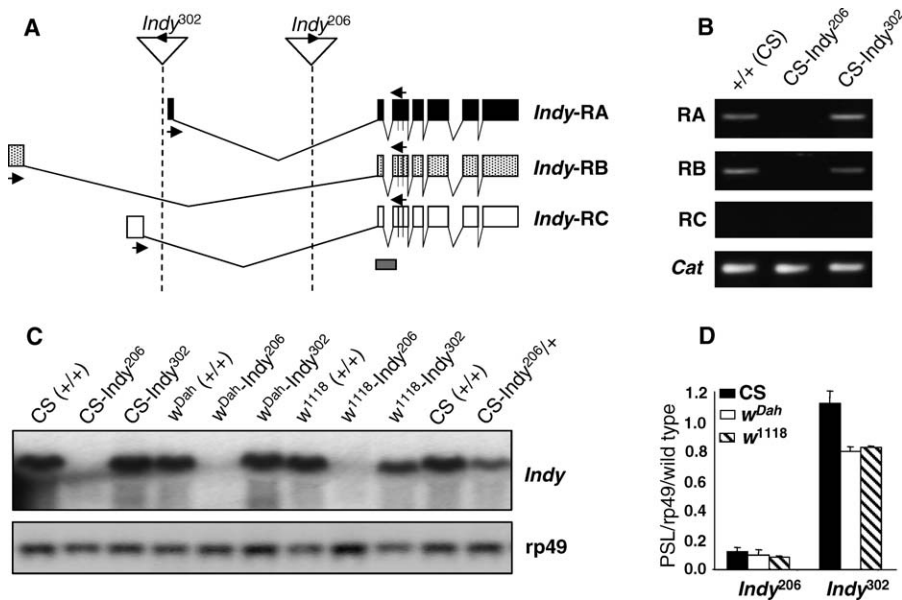 A
Indy³⁰²
Indy²⁰⁶
Indy-RA
Indy-RB
Indy-RC
B
+/+ (CS)
CS-Indy²⁰⁶
CS-Indy³⁰²
RA
RB
RC
Cat
C
CS (+/+)
CS-Indy²⁰⁶
CS-Indy³⁰²
wᴰᵃʰ (+/+)
wᴰᵃʰ-Indy²⁰⁶
wᴰᵃʰ-Indy³⁰²
w¹¹¹⁸ (+/+)
w¹¹¹⁸-Indy²⁰⁶
w¹¹¹⁸-Indy³⁰²
CS (+/+)
CS-Indy²⁰⁶/+
Indy
rp49
D
PSL/rp49/wild type
1.2
1.0
0.8
0.6
0.4
0.2
0.0
CS
wᴰᵃʰ
w¹¹¹⁸
Indy²⁰⁶
Indy³⁰²